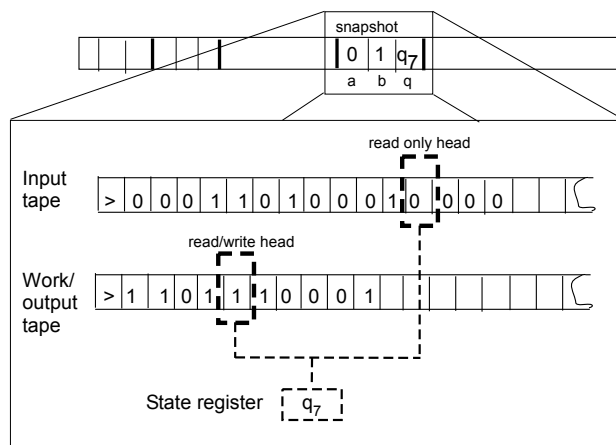 snapshot
0 1 q7
a b q
read only head
Input
tape
> 0 0 0 1 1 0 1 0 0 0 1 0 0 0 0
read/write head
Work/
output
tape
> 1 1 0 1 1 1 0 0 0 1
State register q7